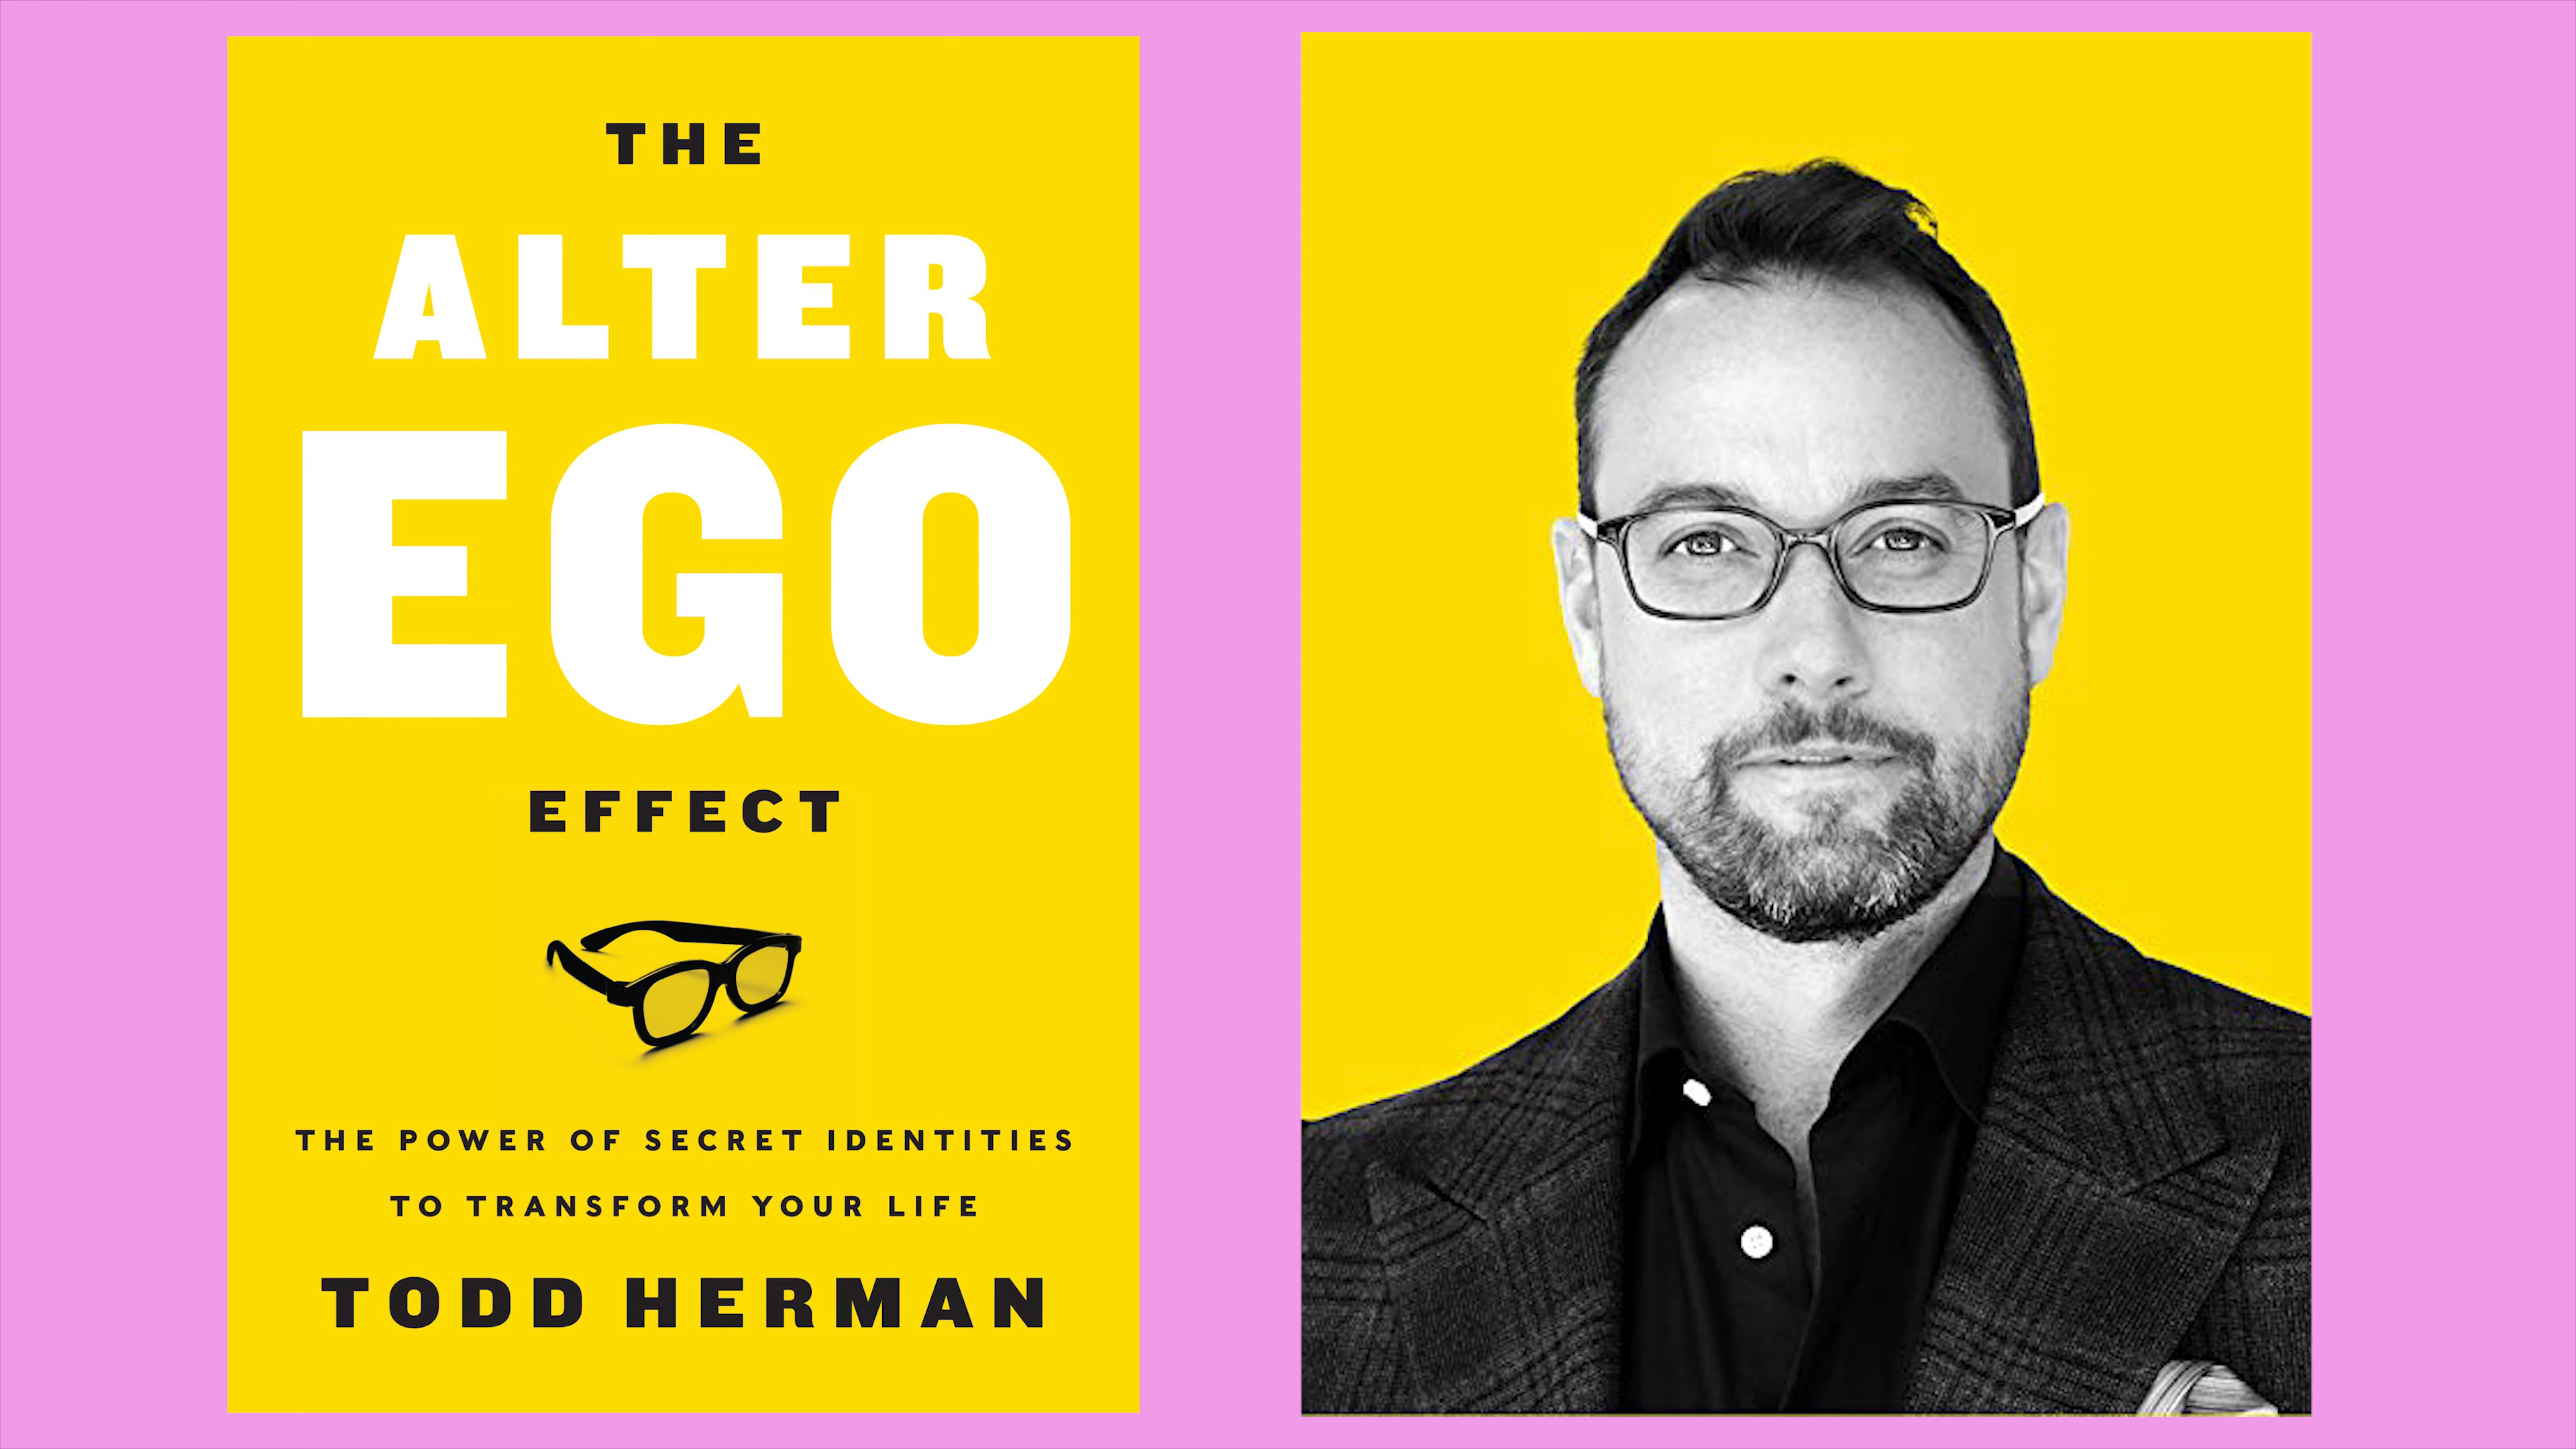 THE
ALTER
EGO
EFFECT
THE POWER OF SECRET IDENTITIES
TO TRANSFORM YOUR LIFE
TODD HERMAN